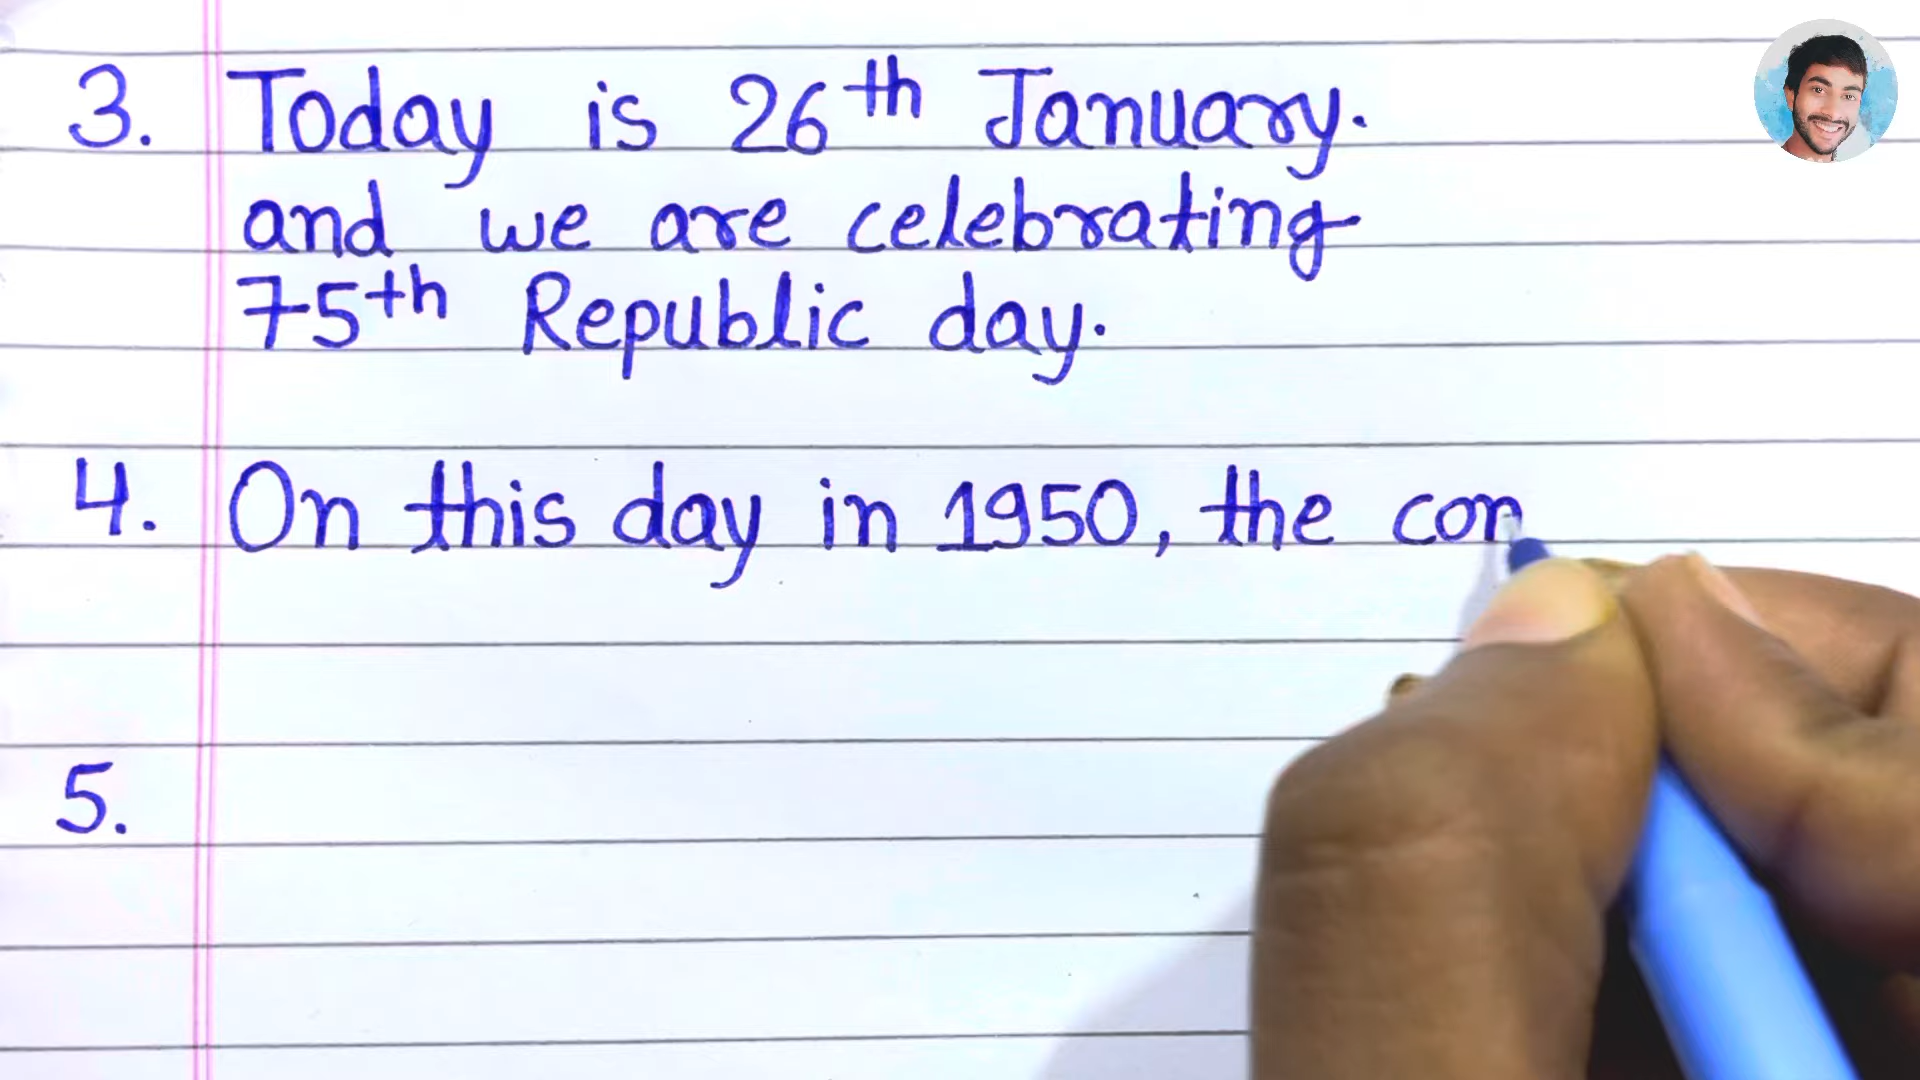 3. Today is 26th January.
and we are celebrating
75th Republic day.
4. On this day in 1950, the con
5.